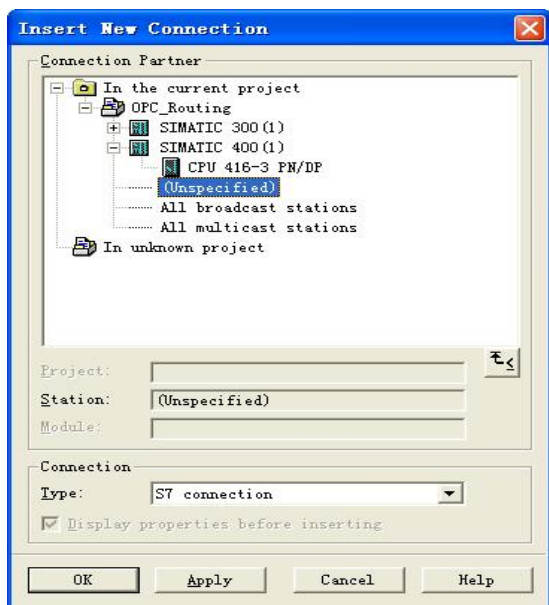 Insert New Connection
Connection Partner
In the current project
OPC_Routing
SIMATIC 300(1)
SIMATIC 400(1)
CPU 416-3 PN/DP
(Unspecified)
All broadcast stations
All multicast stations
In unknown project
Project:
Station: (Unspecified)
Module:
Connection
Type: S7 connection
Display properties before inserting
OK Apply Cancel Help